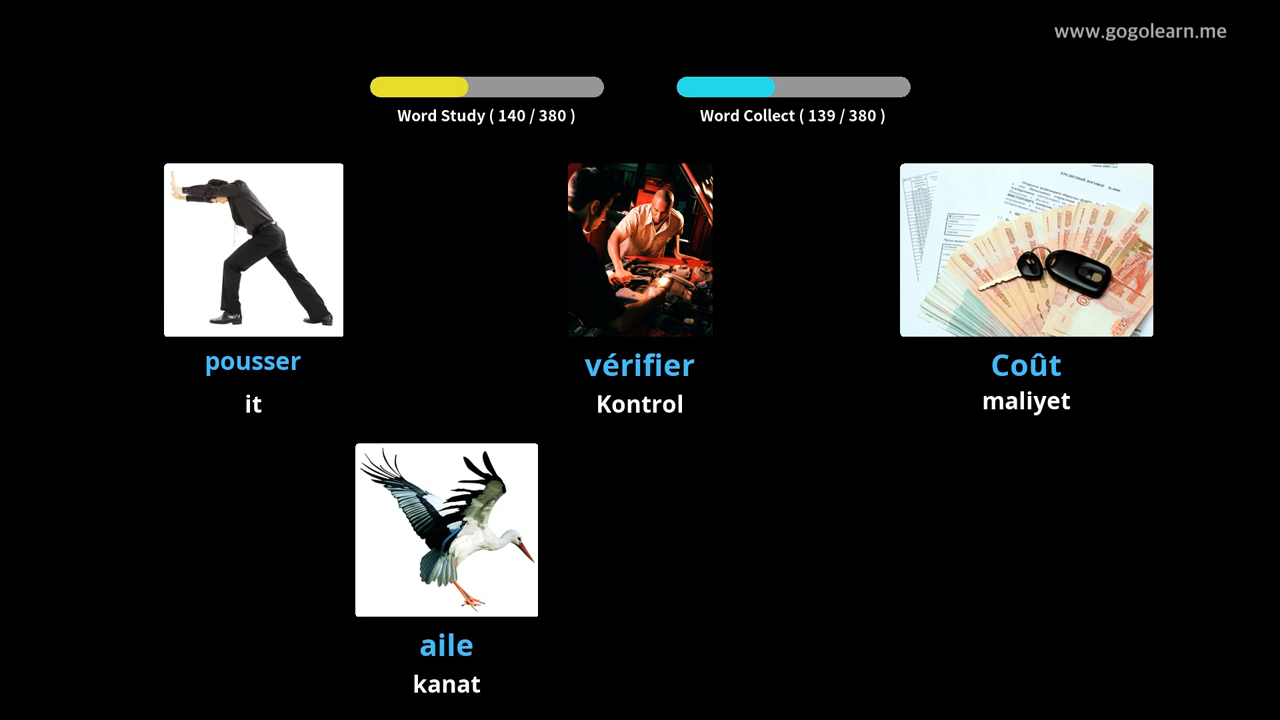 www.gogolearn.me
Word Study ( 140 / 380 )
Word Collect ( 139 / 380 )
pousser
it
vérifier
Kontrol
Coût
maliyet
aile
kanat